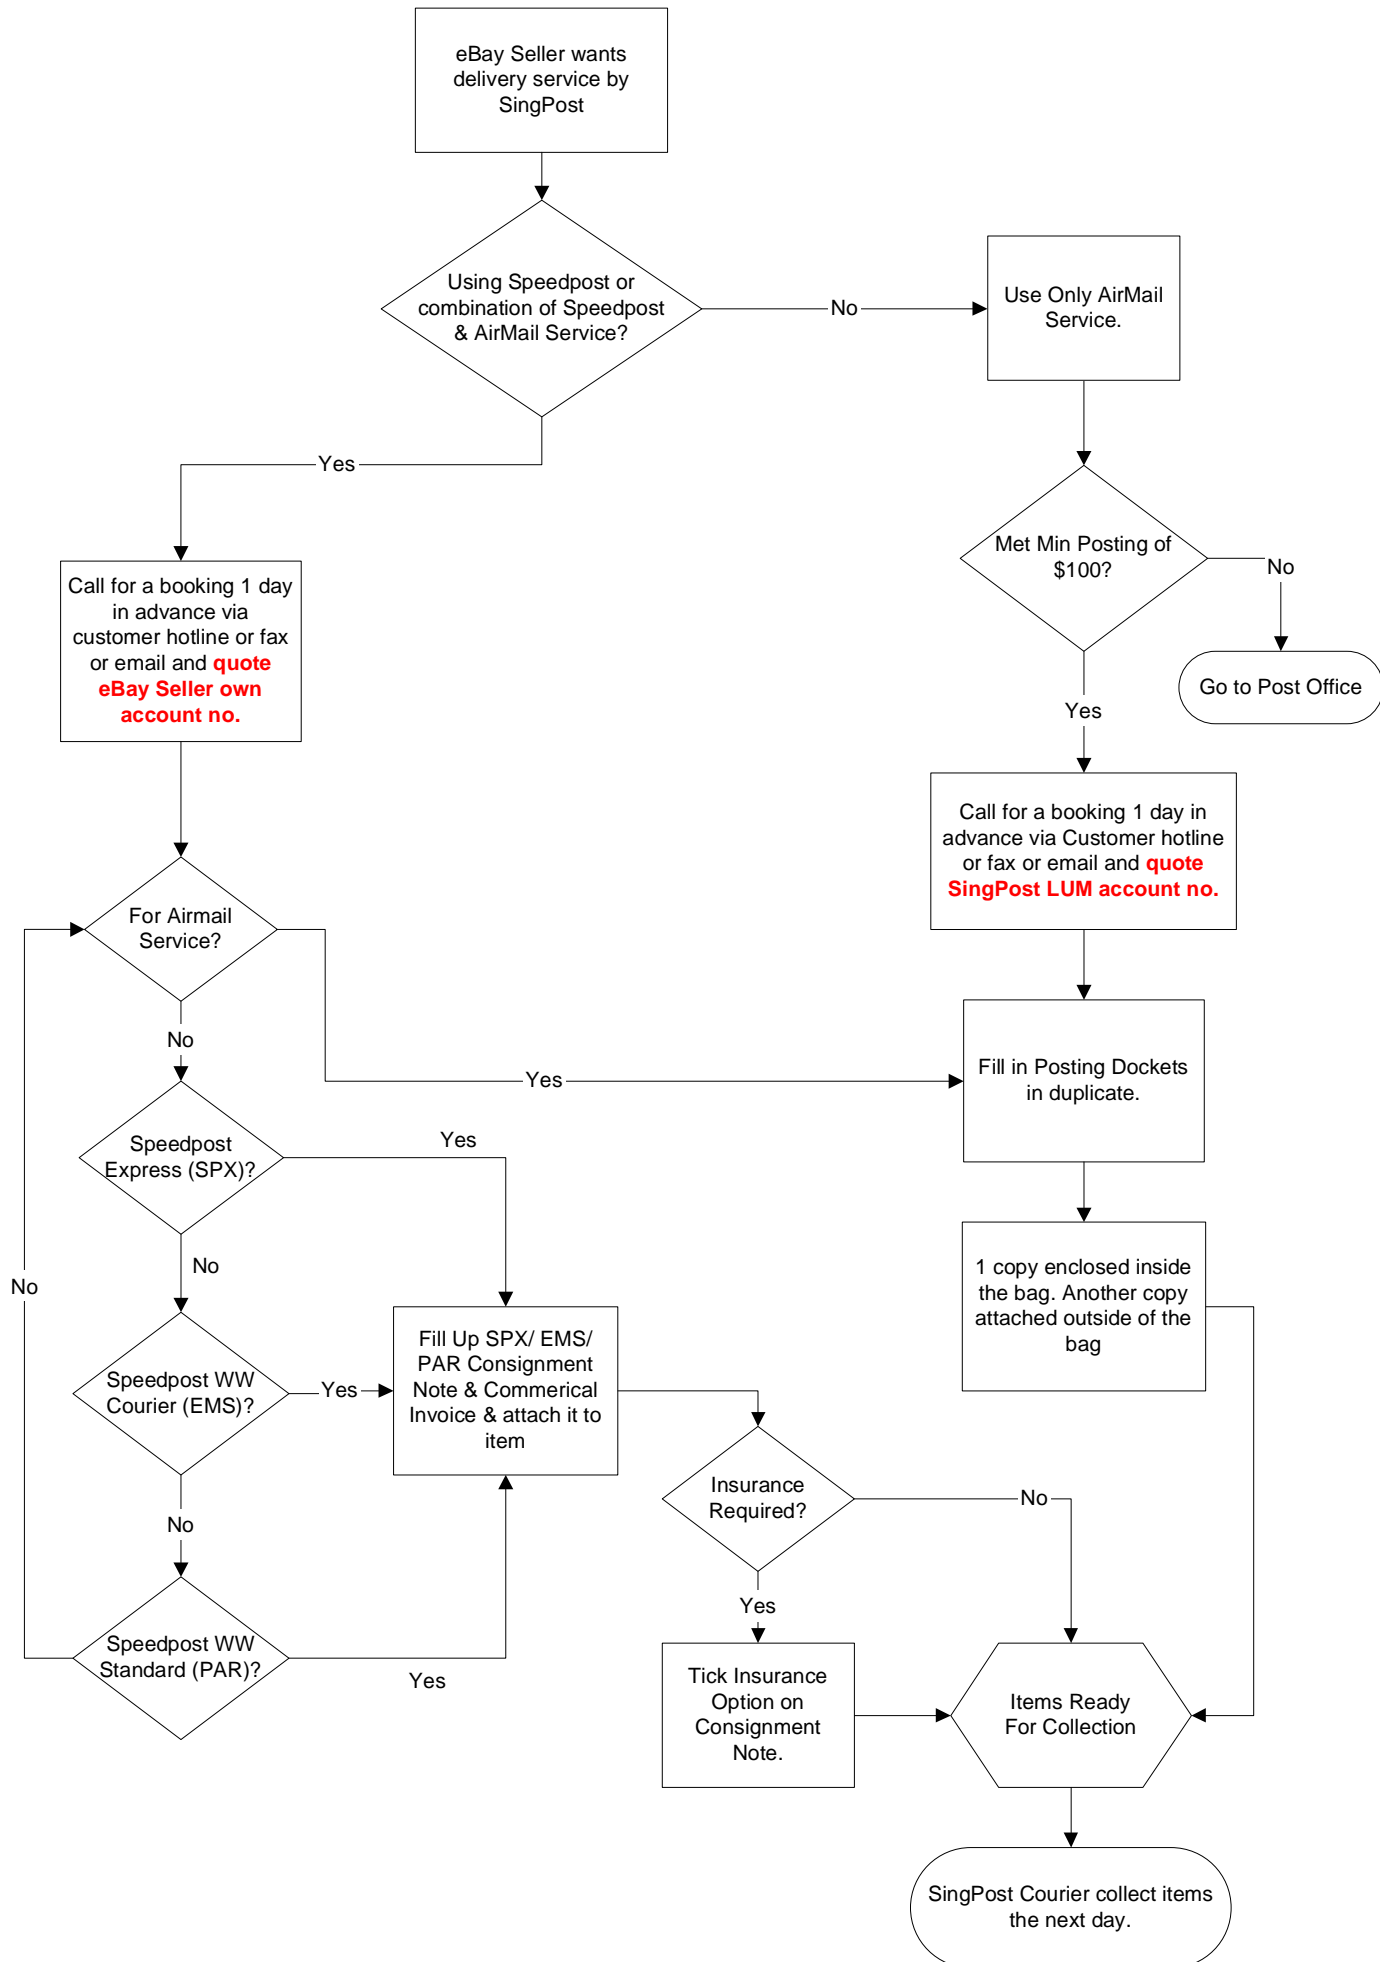 eBay Seller wants
delivery service by
SingPost
Using Speedpost or
combination of Speedpost
& AirMail Service?
No
Use Only AirMail
Service.
Yes
Met Min Posting of
$100?
No
Go to Post Office
Yes
Call for a booking 1 day
in advance via
customer hotline or fax
or email and quote
eBay Seller own
account no.
Call for a booking 1 day in
advance via Customer hotline
or fax or email and quote
SingPost LUM account no.
For Airmail
Service?
No
Yes
Fill in Posting Dockets
in duplicate.
Speedpost
Express (SPX)?
Yes
No
No
1 copy enclosed inside
the bag. Another copy
attached outside of the
bag
Speedpost WW
Courier (EMS)?
Yes
Fill Up SPX/ EMS/
PAR Consignment
Note & Commerical
Invoice & attach it to
item
No
Insurance
Required?
No
Yes
Speedpost WW
Standard (PAR)?
Yes
Tick Insurance
Option on
Consignment
Note.
Items Ready
For Collection
SingPost Courier collect items
the next day.